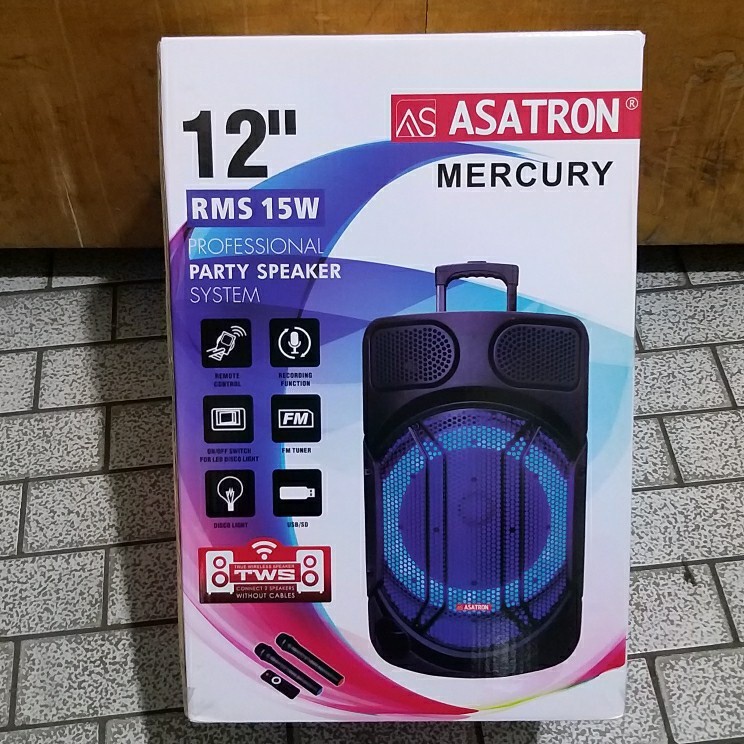 12"
AS ASATRON®
MERCURY
RMS 15W
PROFESSIONAL
PARTY SPEAKER
SYSTEM
REMOTE
CONTROL
RECORDING
FUNCTION
FM
ON/OFF SWITCH
FOR LED DISCO LIGHT
FM TUNER
DISCO LIGHT
USB/SD
TRUE WIRELESS SPEAKER
TWS
CONNECT 2 SPEAKERS
WITHOUT CABLES
ASATRON